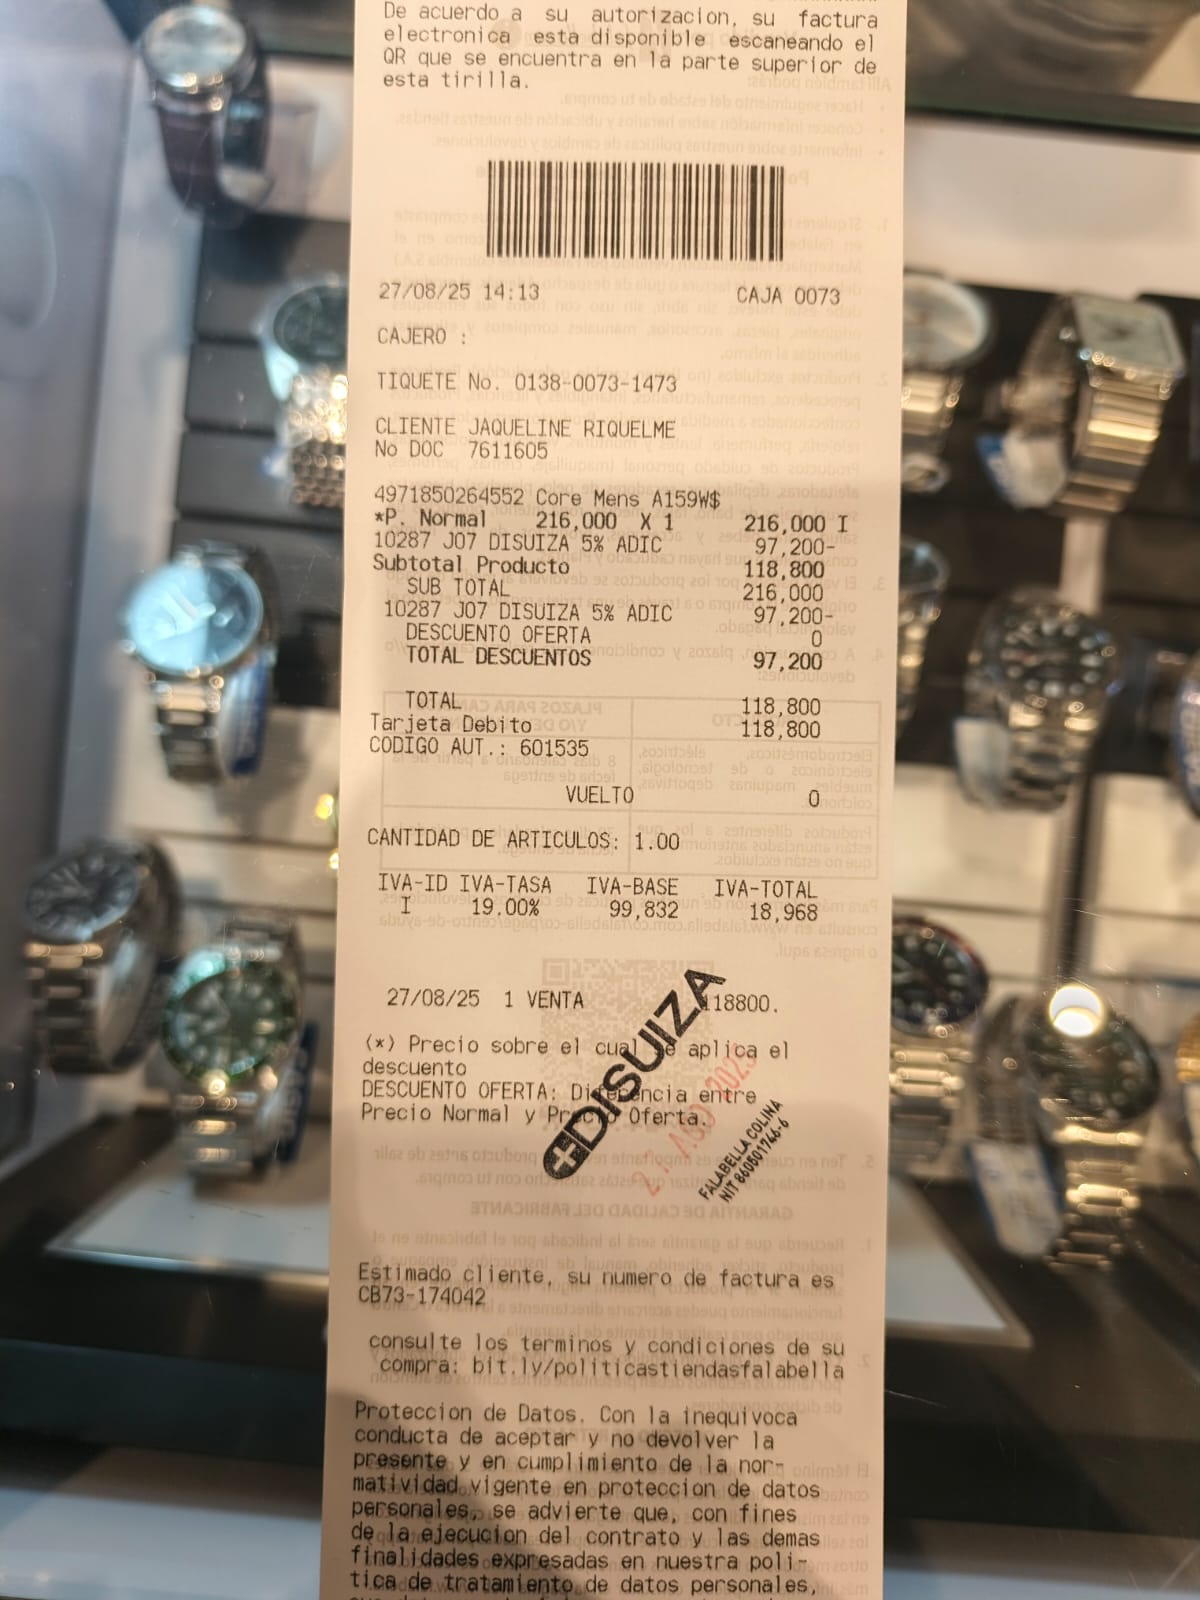 De acuerdo a su autorizacion, su factura
electronica esta disponible escaneando el
QR que se encuentra en la parte superior de
esta tirilla.
27/08/25 14:13 CAJA 0073
CAJERO :
TIQUETE No. 0138-0073-1473
CLIENTE JAQUELINE RIQUELME
No DOC 7611605
4971850264552 Core Mens A159W$
*P. Normal 216,000 X 1 216,000 I
10287 J07 DISUIZA 5% ADIC 97,200-
Subtotal Producto 118,800
SUB TOTAL 216,000
10287 J07 DISUIZA 5% ADIC 97,200-
DESCUENTO OFERTA 0
TOTAL DESCUENTOS 97,200
TOTAL 118,800
Tarjeta Debito 118,800
CODIGO AUT.: 601535
VUELTO 0
CANTIDAD DE ARTICULOS: 1.00
IVA-ID IVA-TASA IVA-BASE IVA-TOTAL
I 19.00% 99,832 18,968
27/08/25 1 VENTA 118800.
(*) Precio sobre el cual se aplica el
descuento
DESCUENTO OFERTA: Diferencia entre
Precio Normal y Precio Oferta.
DISUIZA
27 AGO 2025
FALABELLA COLINA
NIT 860501746-6
Estimado cliente, su numero de factura es
CB73-174042
consulte los terminos y condiciones de su
compra: bit.ly/politicastiendasfalabella
Proteccion de Datos. Con la inequivoca
conducta de aceptar y no devolver la
presente y en cumplimiento de la nor-
matividad vigente en proteccion de datos
personales, se advierte que, con fines
de la ejecucion del contrato y las demas
finalidades expresadas en nuestra poli-
tica de tratamiento de datos personales,